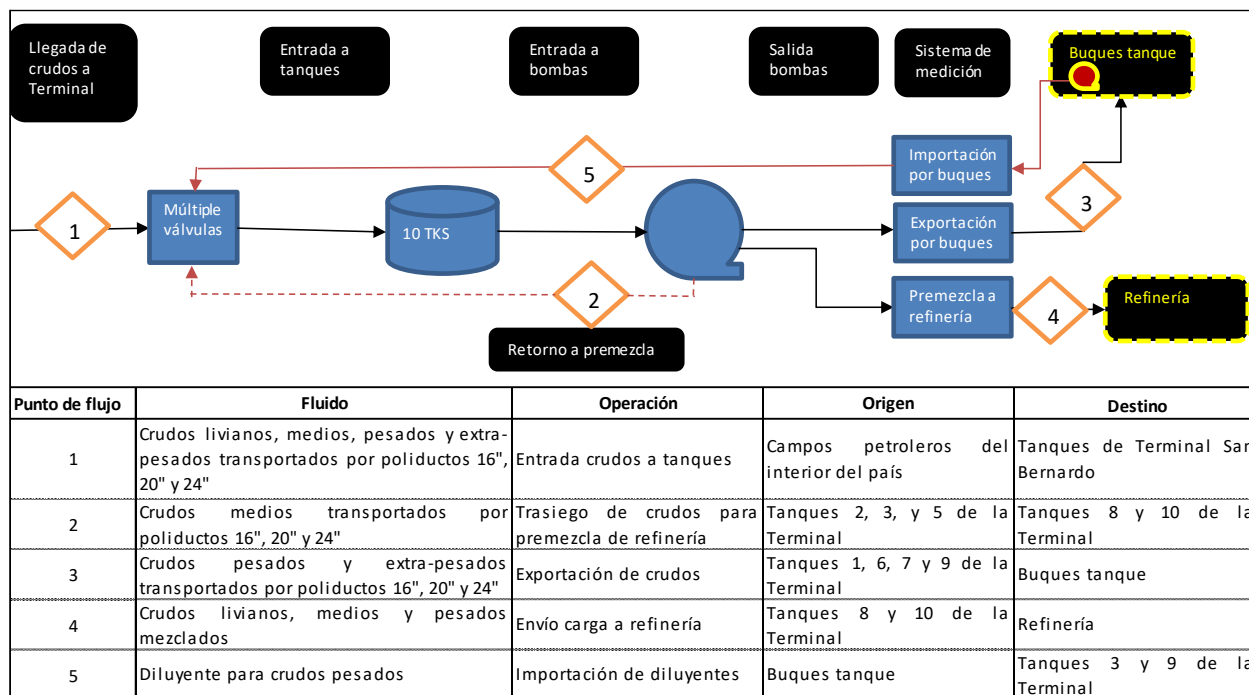 Llegada de
crudos a
Terminal
Entrada a
tanques
Entrada a
bombas
Salida
bombas
Sistema de
medición
Buques tanque
Importación
por buques
5
3
1
Múltiple
válvulas
10 TKS
Exportación
por buques
2
Premezcla a
refinería
4
Refinería
Retorno a premezcla
Punto de flujo Fluido Operación Origen Destino
1
Crudos livianos, medios, pesados y extra-
pesados transportados por poliductos 16",
20" y 24"
Entrada crudos a tanques
Campos petroleros del
interior del país
Tanques de Terminal San
Bernardo
2
Crudos medios transportados por
poliductos 16", 20" y 24"
Trasiego de crudos para
premezcla de refinería
Tanques 2, 3, y 5 de la
Terminal
Tanques 8 y 10 de la
Terminal
3
Crudos pesados y extra-pesados
transportados por poliductos 16", 20" y 24"
Exportación de crudos
Tanques 1, 6, 7 y 9 de la
Terminal
Buques tanque
4
Crudos livianos, medios y pesados
mezclados
Envío carga a refinería
Tanques 8 y 10 de la
Terminal
Refinería
5
Diluyente para crudos pesados
Importación de diluyentes
Buques tanque
Tanques 3 y 9 de la
Terminal